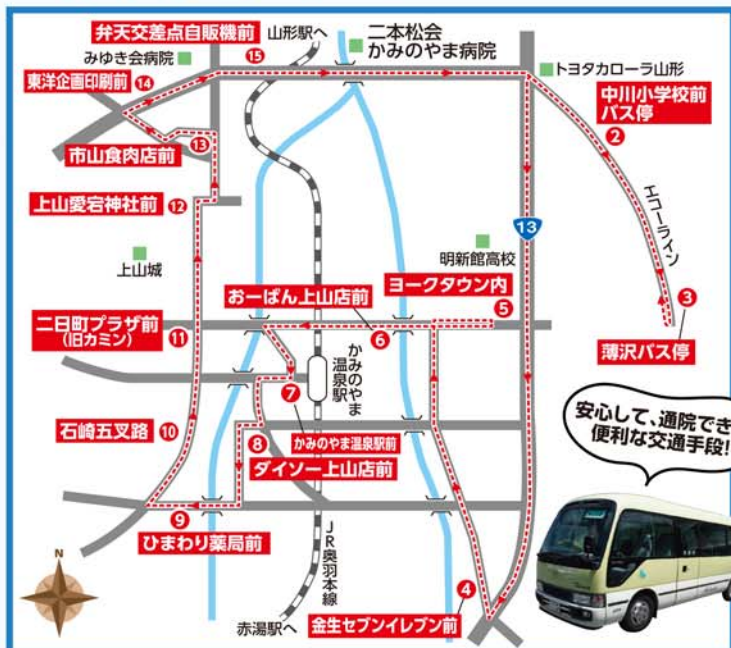 弁天交差点自販機前
⑮
山形駅へ
二本松会
かみのやま病院
みゆき会病院
東洋企画印刷前
⑭
トヨタカローラ山形
中川小学校前
バス停
②
市山食肉店前
⑬
エコーライン
上山愛宕神社前
⑫
13
上山城
明新館高校
おーばん上山店前
⑥
ヨークタウン内
⑤
③
薄沢バス停
二日町プラザ前
(旧カミン)
⑪
かみのやま
温泉駅
⑦
かみのやま温泉駅前
石崎五叉路
⑩
⑧
ダイソー上山店前
安心して、通院でき
便利な交通手段!
⑨
ひまわり薬局前
JR奥羽本線
N
④
赤湯駅へ
金生セブンイレブン前